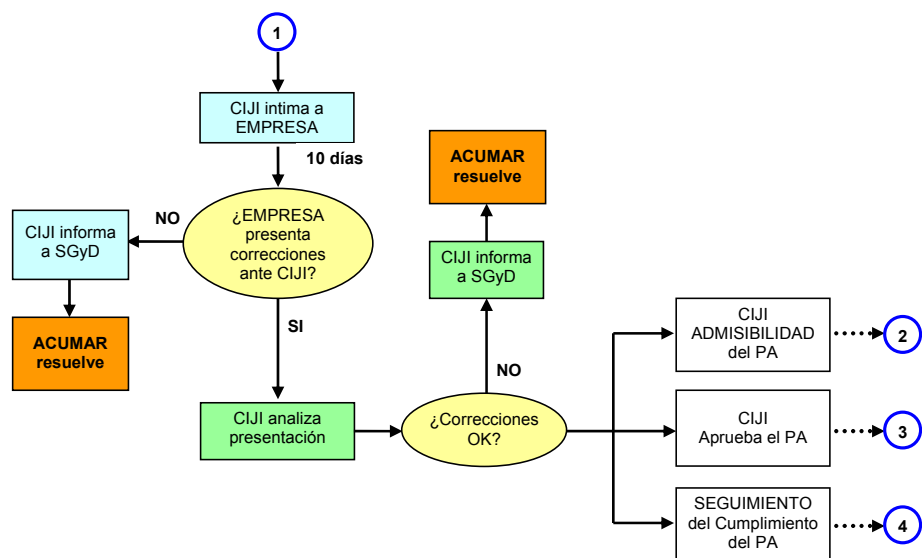 1
CIJI intima a
EMPRESA
10 días
¿EMPRESA
presenta
correcciones
ante CIJI?
NO
CIJI informa
a SGyD
ACUMAR
resuelve
SI
CIJI analiza
presentación
¿Correcciones
OK?
NO
CIJI informa
a SGyD
ACUMAR
resuelve
CIJI
ADMISIBILIDAD
del PA
2
CIJI
Aprueba el PA
3
SEGUIMIENTO
del Cumplimiento
del PA
4